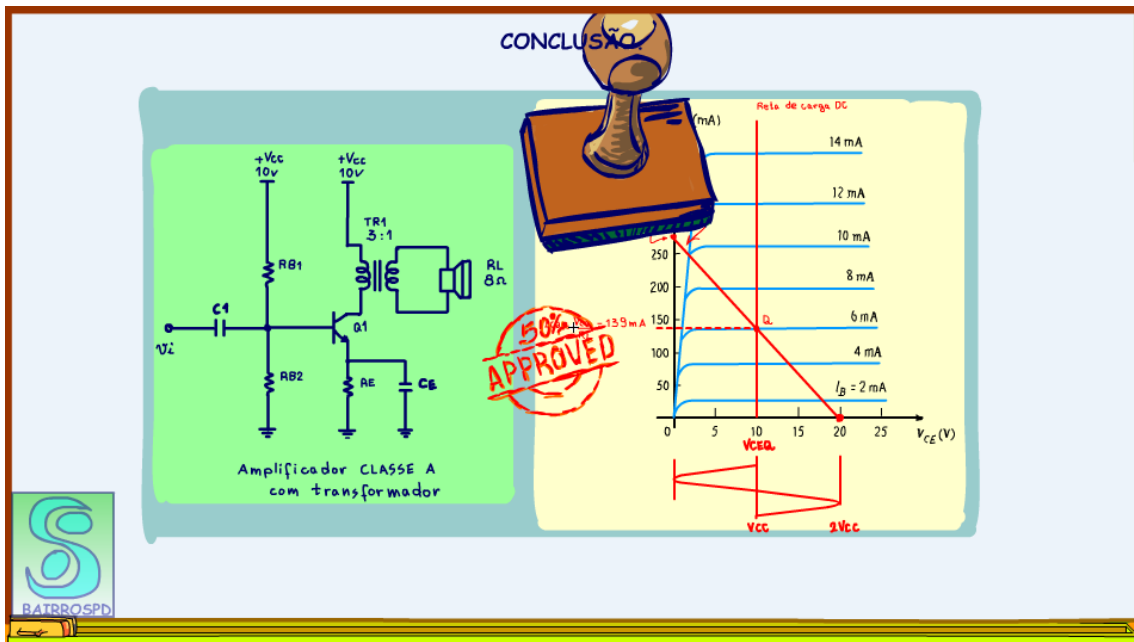 CONCLUSÃO.
+Vcc
10v
+Vcc
10v
TR1
3:1
RB1
RL
8Ω
C1
Q1
Vi
RB2
RE
CE
Amplificador CLASSE A
com transformador
Reta de carga DC
(mA)
14 mA
12 mA
10 mA
250
8 mA
200
=139mA
Q
6 mA
150
4 mA
100
I_B = 2 mA
50
0
5
10
15
20
25
V_CE (V)
VCEQ
VCC
2VCC
50%
APPROVED
S
BAIRROSPD